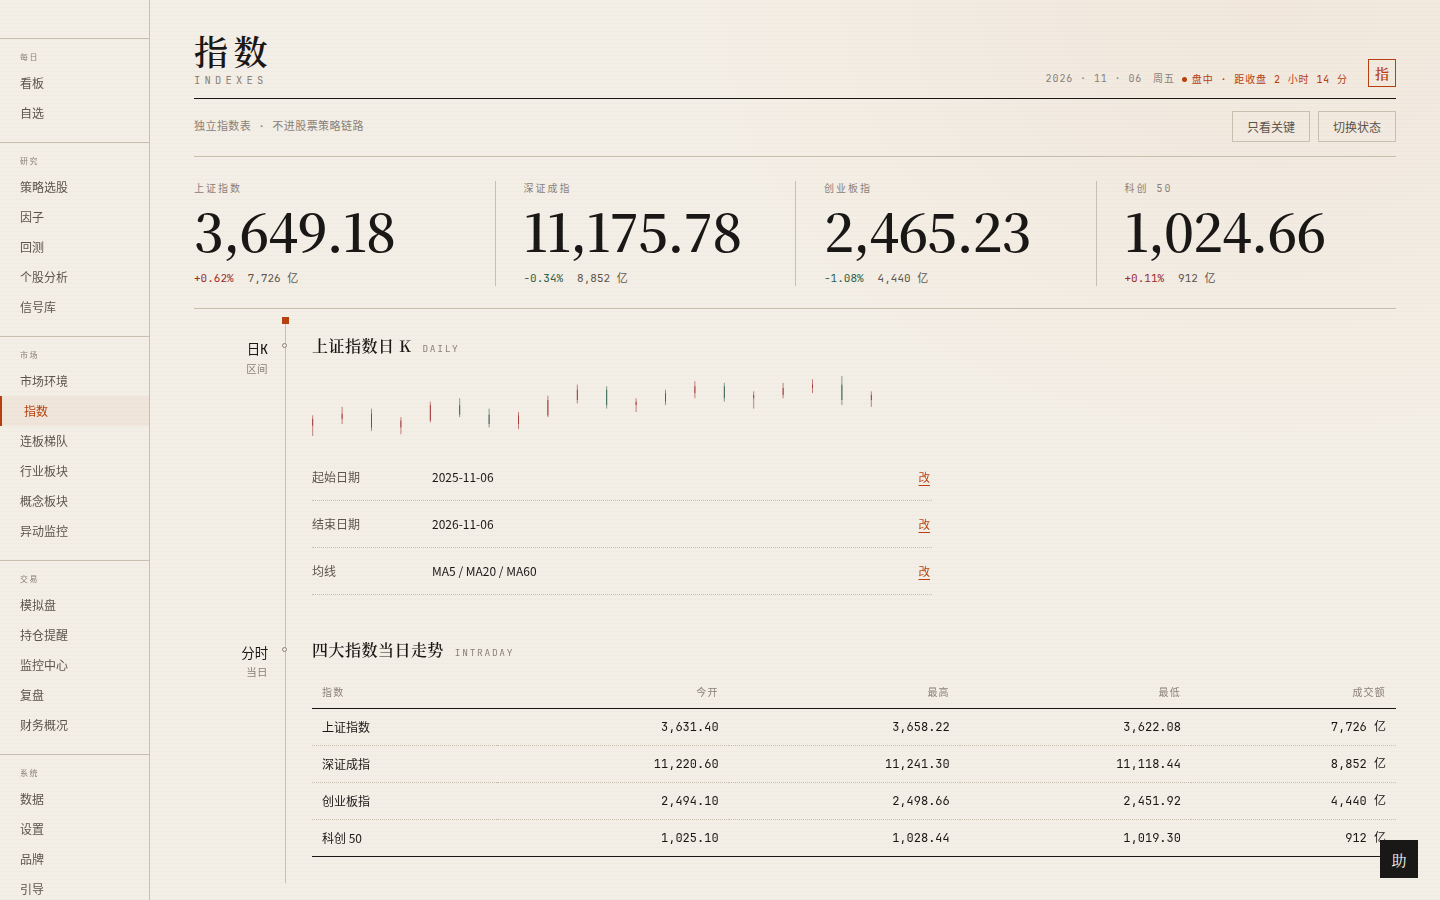 每日
看板
自选
研究
策略选股
因子
回测
个股分析
信号库
市场
市场环境
指数
连板梯队
行业板块
概念板块
异动监控
交易
模拟盘
持仓提醒
监控中心
复盘
财务概况
系统
数据
设置
品牌
引导
指数
INDEXES
2026 · 11 · 06 周五 ● 盘中 · 距收盘 2 小时 14 分 指
独立指数表 · 不进股票策略链路 只看关键 切换状态
上证指数 深证成指 创业板指 科创 50
3,649.18 11,175.78 2,465.23 1,024.66
+0.62% 7,726 亿 -0.34% 8,852 亿 -1.08% 4,440 亿 +0.11% 912 亿
日K
区间
上证指数日 K DAILY
起始日期 2025-11-06 改
结束日期 2026-11-06 改
均线 MA5 / MA20 / MA60 改
分时
当日
四大指数当日走势 INTRADAY
指数 今开 最高 最低 成交额
上证指数 3,631.40 3,658.22 3,622.08 7,726 亿
深证成指 11,220.60 11,241.30 11,118.44 8,852 亿
创业板指 2,494.10 2,498.66 2,451.92 4,440 亿
科创 50 1,025.10 1,028.44 1,019.30 912 亿
助